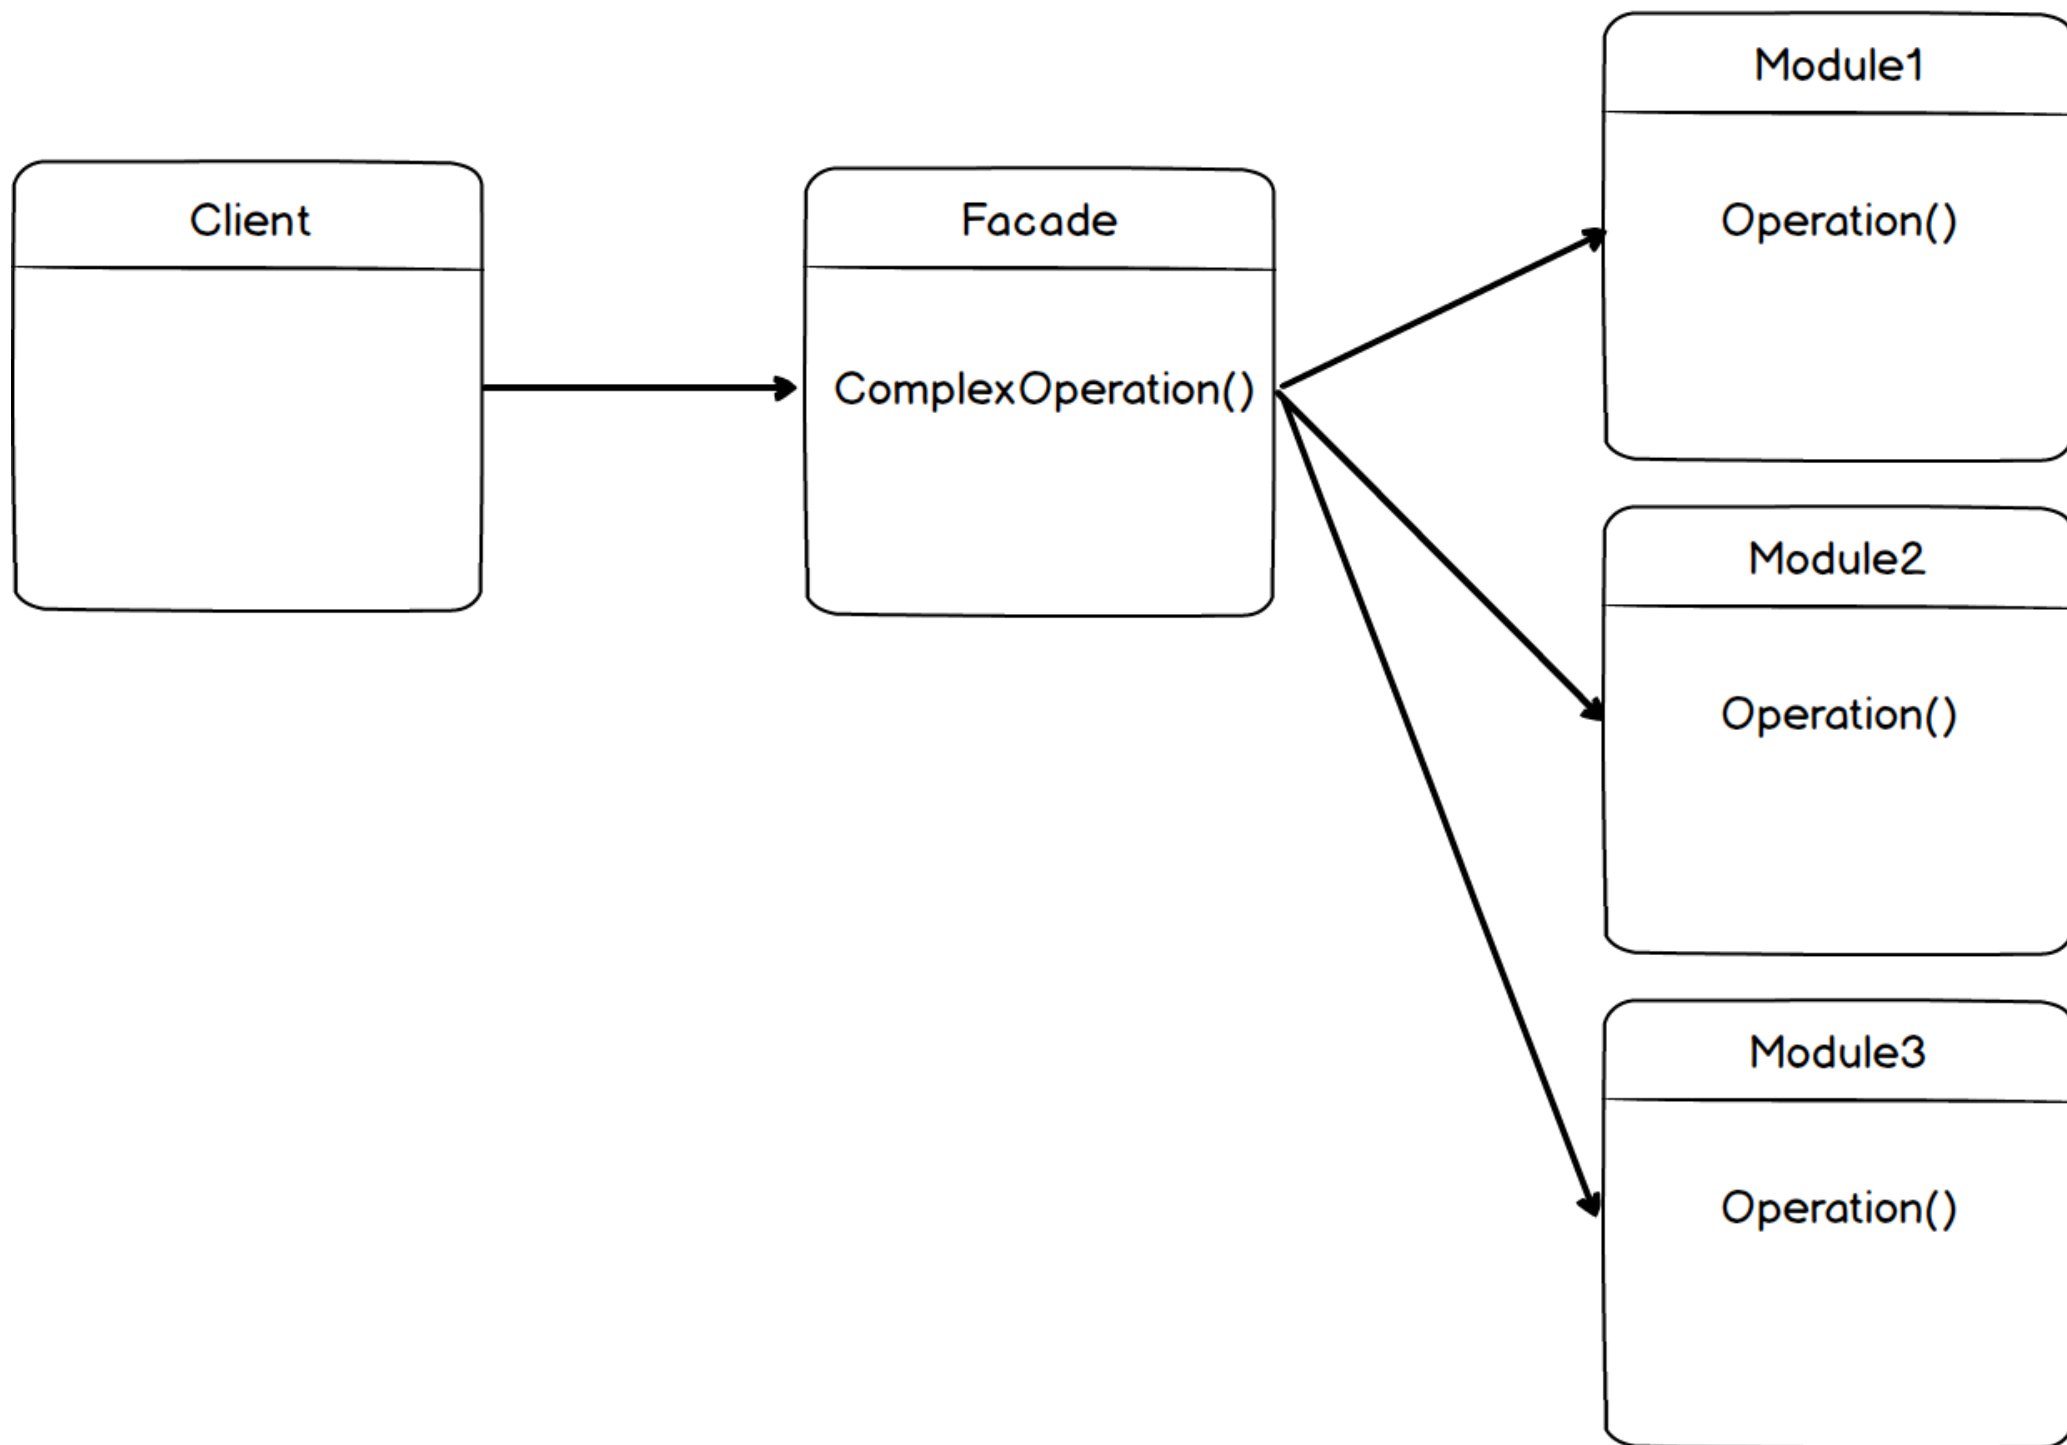 Client
Facade
ComplexOperation()
Module1
Operation()
Module2
Operation()
Module3
Operation()